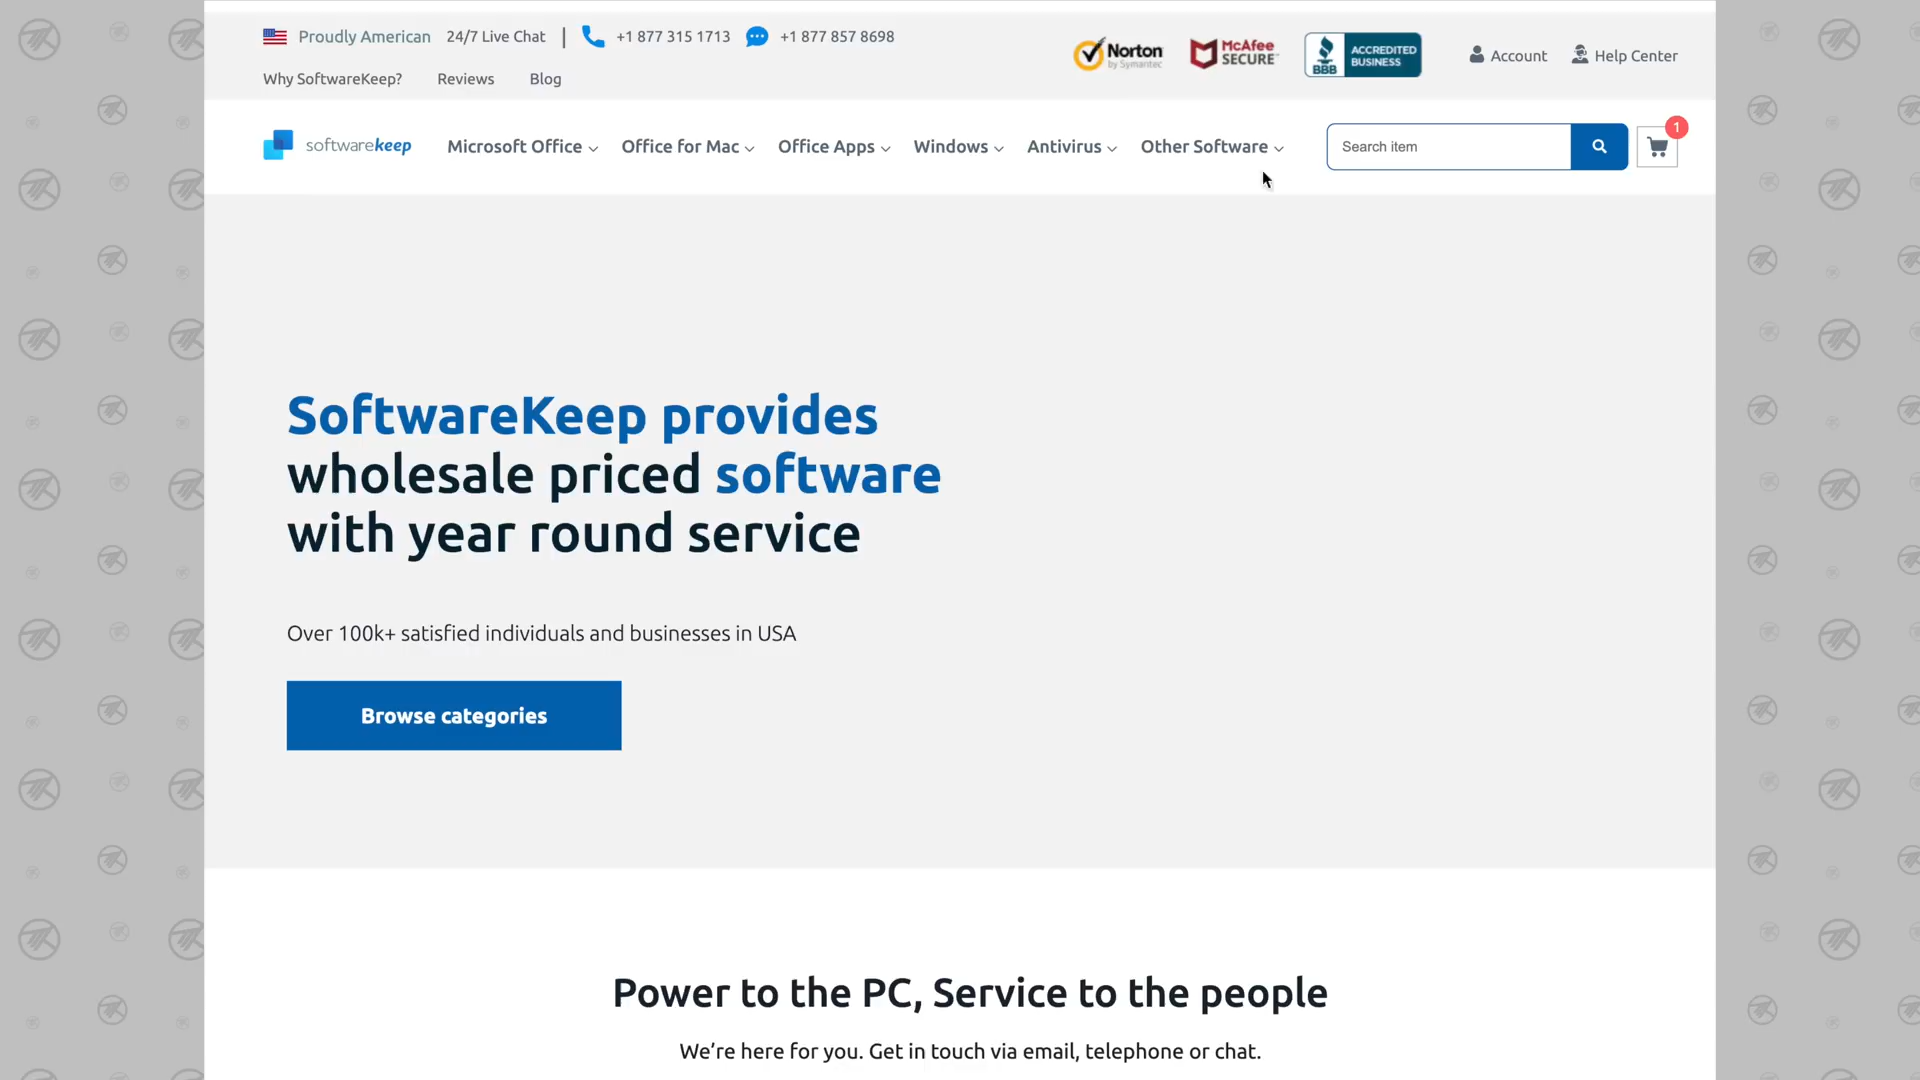 Proudly American 24/7 Live Chat | +1 877 315 1713 +1 877 857 8698
Why SoftwareKeep? Reviews Blog
Norton
by Symantec
McAfee
SECURE
BBB
ACCREDITED
BUSINESS
Account Help Center
softwarekeep Microsoft Office Office for Mac Office Apps Windows Antivirus Other Software Search item 1
SoftwareKeep provides
wholesale priced software
with year round service
Over 100k+ satisfied individuals and businesses in USA
Browse categories
Power to the PC, Service to the people
We’re here for you. Get in touch via email, telephone or chat.